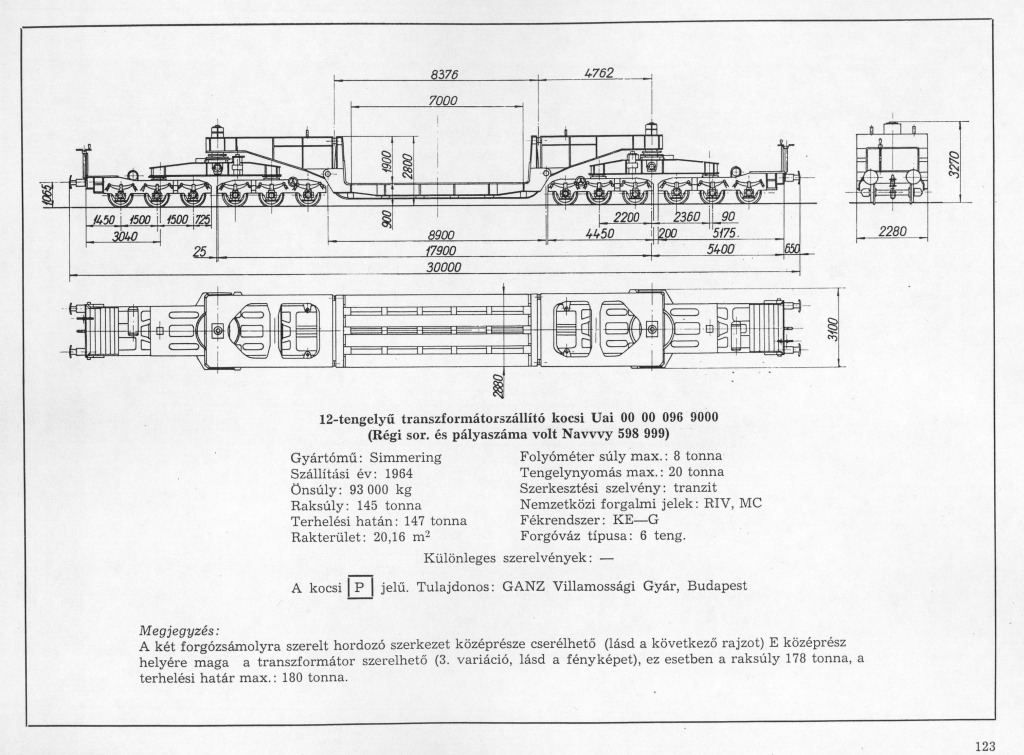 8376 4762
7000
1900 2800 3270
1065
900
1450 1500 1500 725 2200 2360 90
3040 8900 4450 200 5175 2280
25 17900 5400 650
30000
3100
2880
12-tengelyű transzformátorszállító kocsi Uai 00 00 096 9000
(Régi sor. és pályaszáma volt Navvvy 598 999)
Gyártómű: Simmering
Szállítási év: 1964
Önsúly: 93 000 kg
Raksúly: 145 tonna
Terhelési határ: 147 tonna
Rakterület: 20,16 m²
Folyóméter súly max.: 8 tonna
Tengelynyomás max.: 20 tonna
Szerkesztési szelvény: tranzit
Nemzetközi forgalmi jelek: RIV, MC
Fékrendszer: KE—G
Forgóváz típusa: 6 teng.
Különleges szerelvények: —
A kocsi P jelű. Tulajdonos: GANZ Villamossági Gyár, Budapest
Megjegyzés:
A két forgózsámolyra szerelt hordozó szerkezet középrésze cserélhető (lásd a következő rajzot) E középrész
helyére maga a transzformátor szerelhető (3. variáció, lásd a fényképet), ez esetben a raksúly 178 tonna, a
terhelési határ max.: 180 tonna.
123